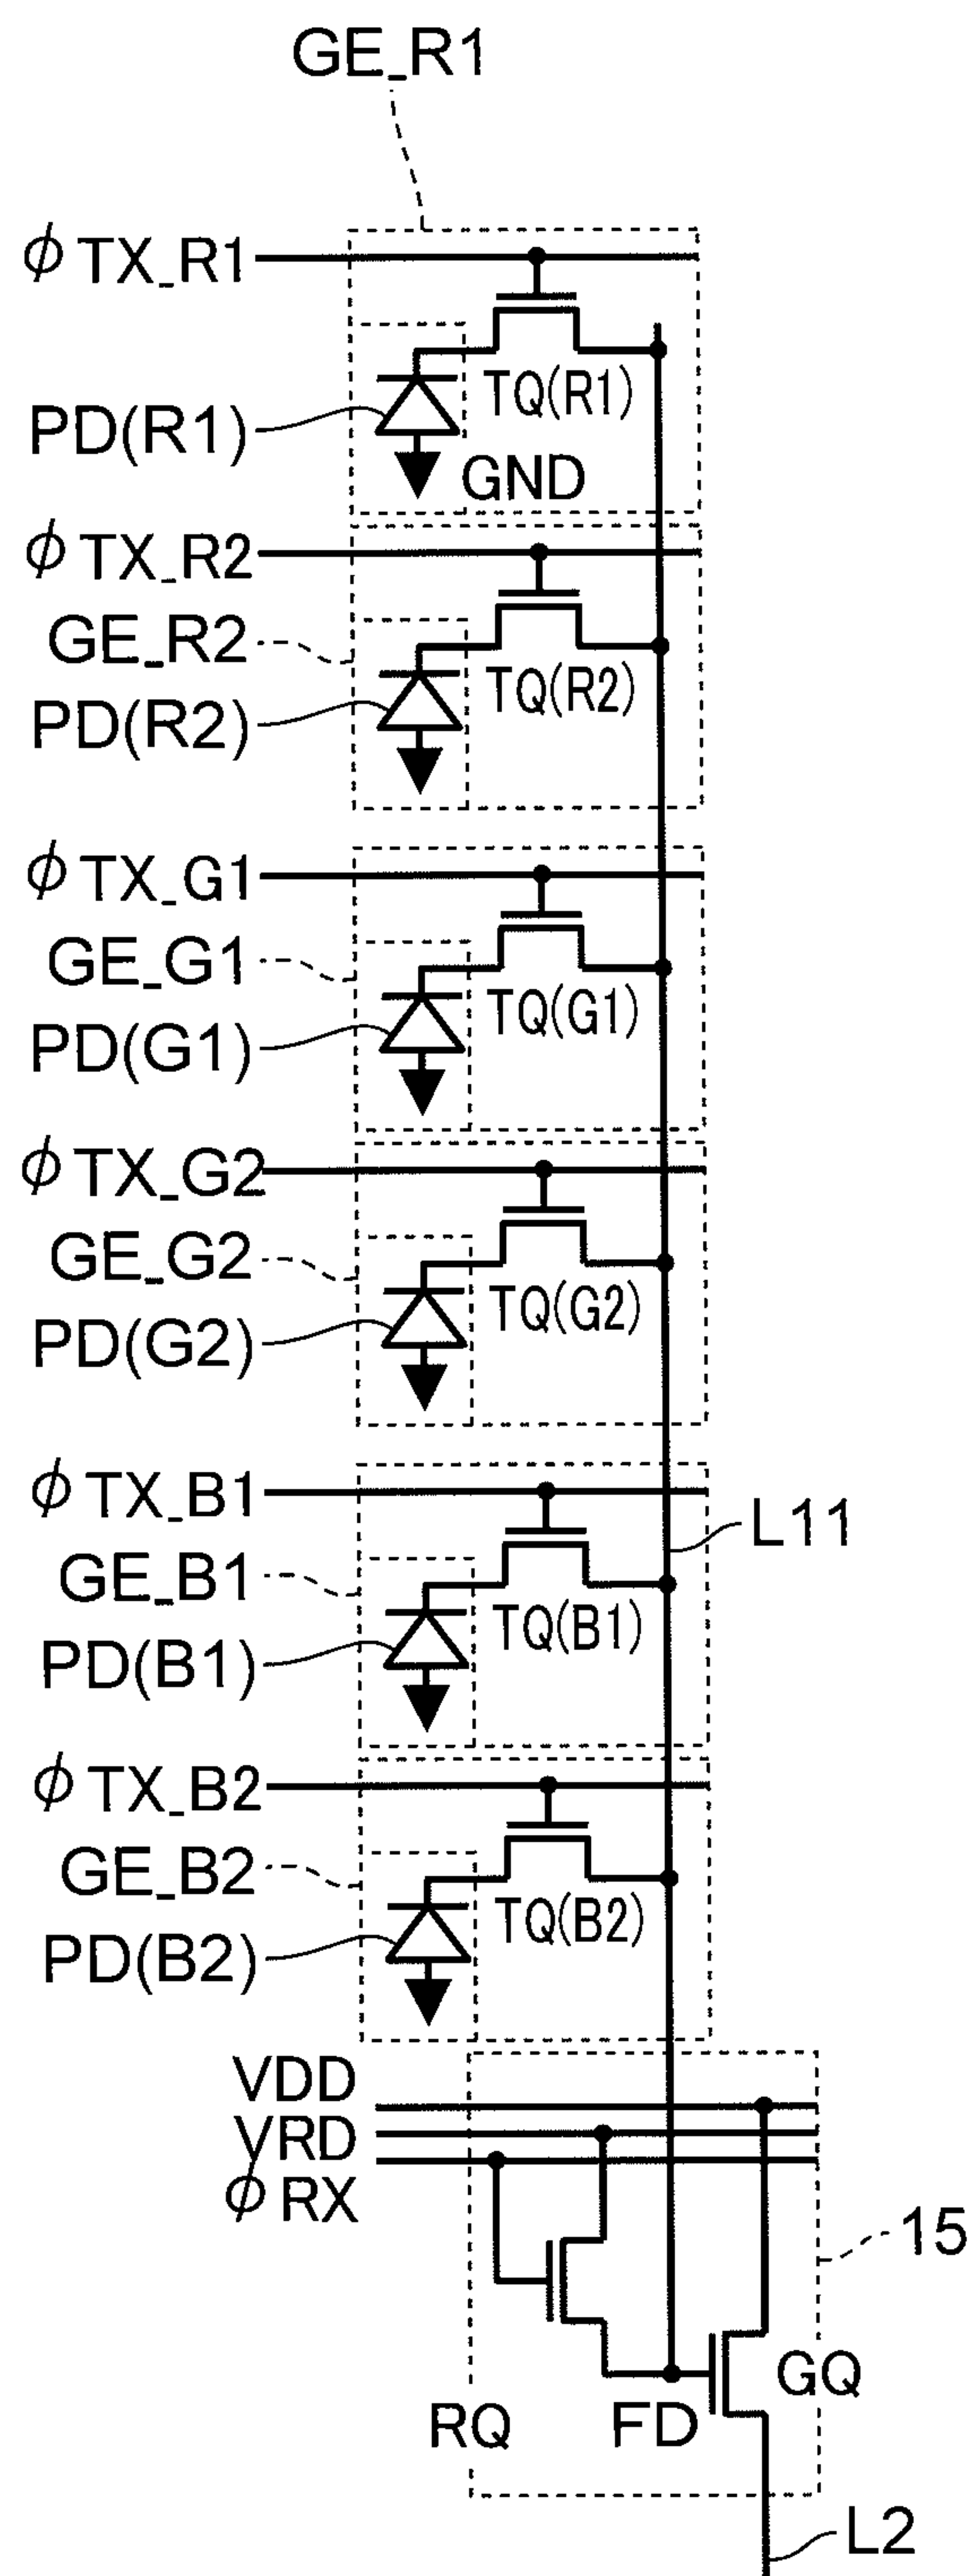 GE_R1
ϕTX_R1
TQ(R1)
PD(R1)
GND
ϕTX_R2
GE_R2
TQ(R2)
PD(R2)
ϕTX_G1
GE_G1
TQ(G1)
PD(G1)
ϕTX_G2
GE_G2
TQ(G2)
PD(G2)
ϕTX_B1
L11
GE_B1
TQ(B1)
PD(B1)
ϕTX_B2
GE_B2
TQ(B2)
PD(B2)
VDD
VRD
ϕRX
15
GQ
RQ
FD
L2